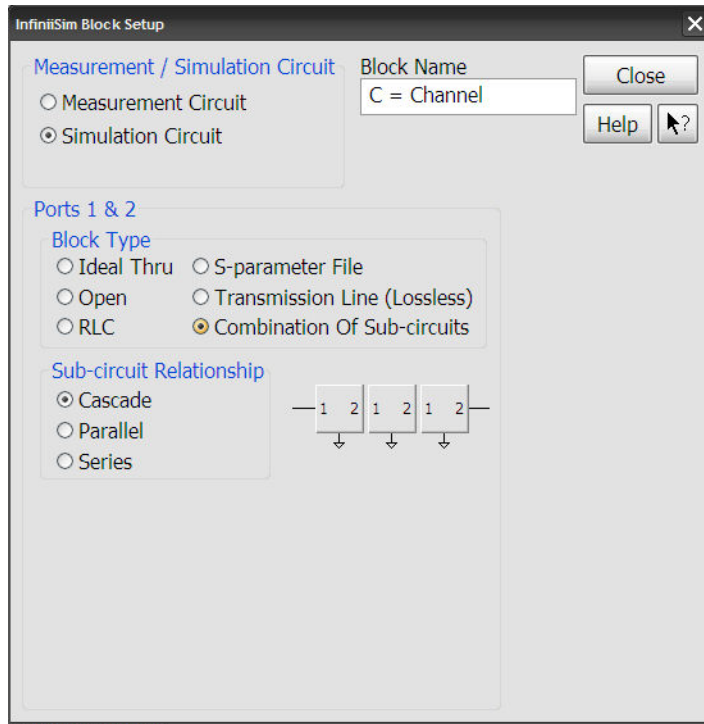 InfiniiSim Block Setup
X
Measurement / Simulation Circuit
Measurement Circuit
Simulation Circuit
Block Name
C = Channel
Close
Help
?
Ports 1 & 2
Block Type
Ideal Thru
S-parameter File
Open
Transmission Line (Lossless)
RLC
Combination Of Sub-circuits
Sub-circuit Relationship
Cascade
Parallel
Series
1 2 1 2 1 2